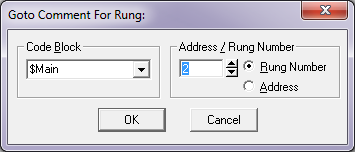 Goto Comment For Rung:
Code Block
$Main
Address / Rung Number
2
Rung Number
Address
OK
Cancel